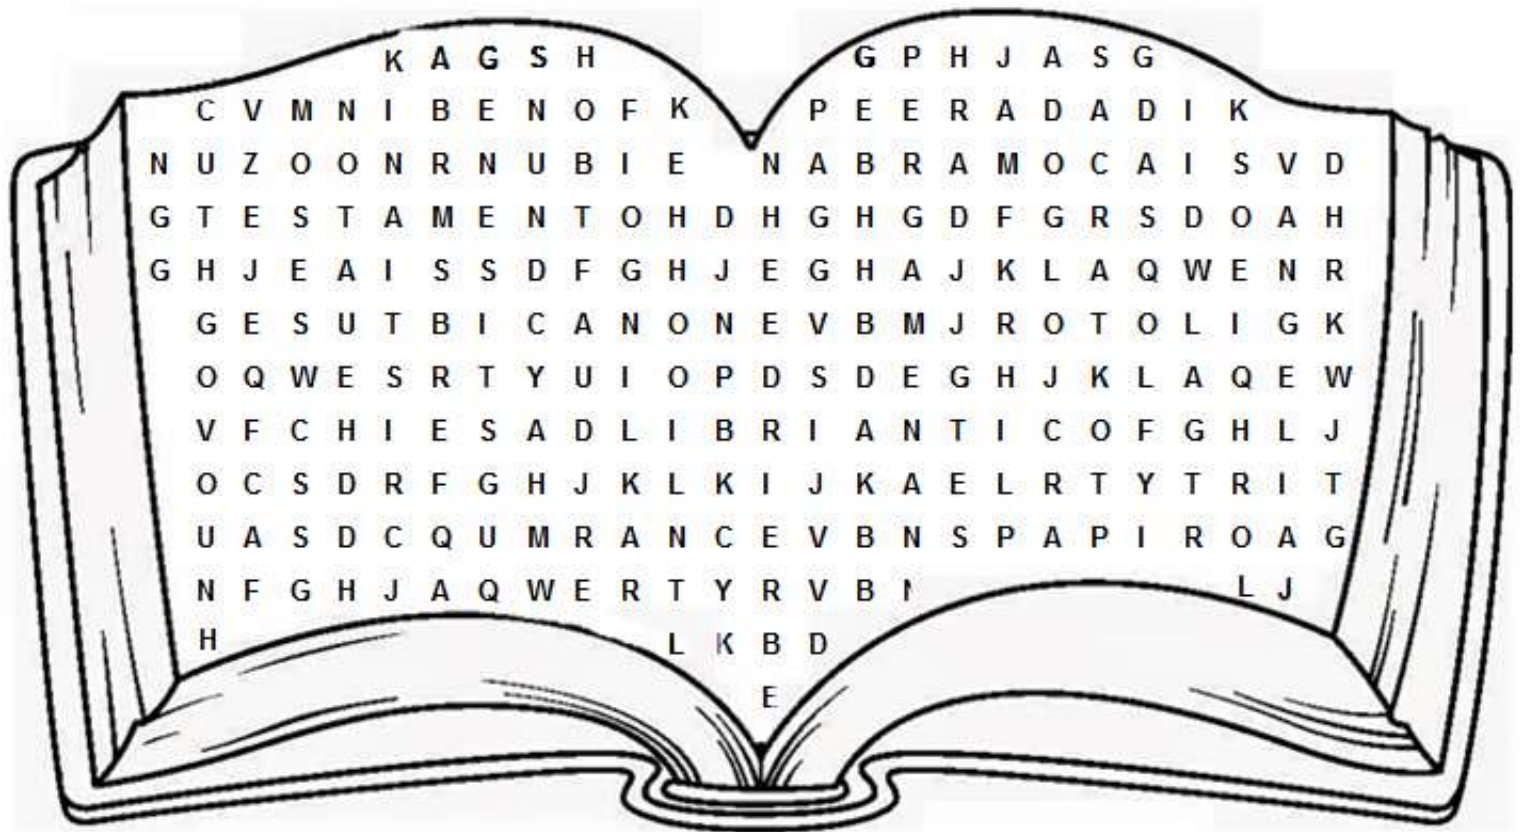 K A G S H G P H J A S G
C V M N I B E N O F K P E E R A D A D I K
N U Z O O N R N U B I E N A B R A M O C A I S V D
G T E S T A M E N T O H D H G H G D F G R S D O A H
G H J E A I S S D F G H J E G H A J K L A Q W E N R
G E S U T B I C A N O N E V B M J R O T O L I G K
O Q W E S R T Y U I O P D S D E G H J K L A Q E W
V F C H I E S A D L I B R I A N T I C O F G H L J
O C S D R F G H J K L K I J K A E L R T Y T R I T
U A S D C Q U M R A N C E V B N S P A P I R O A G
N F G H J A Q W E R T Y R V B L J
H L K B D
E